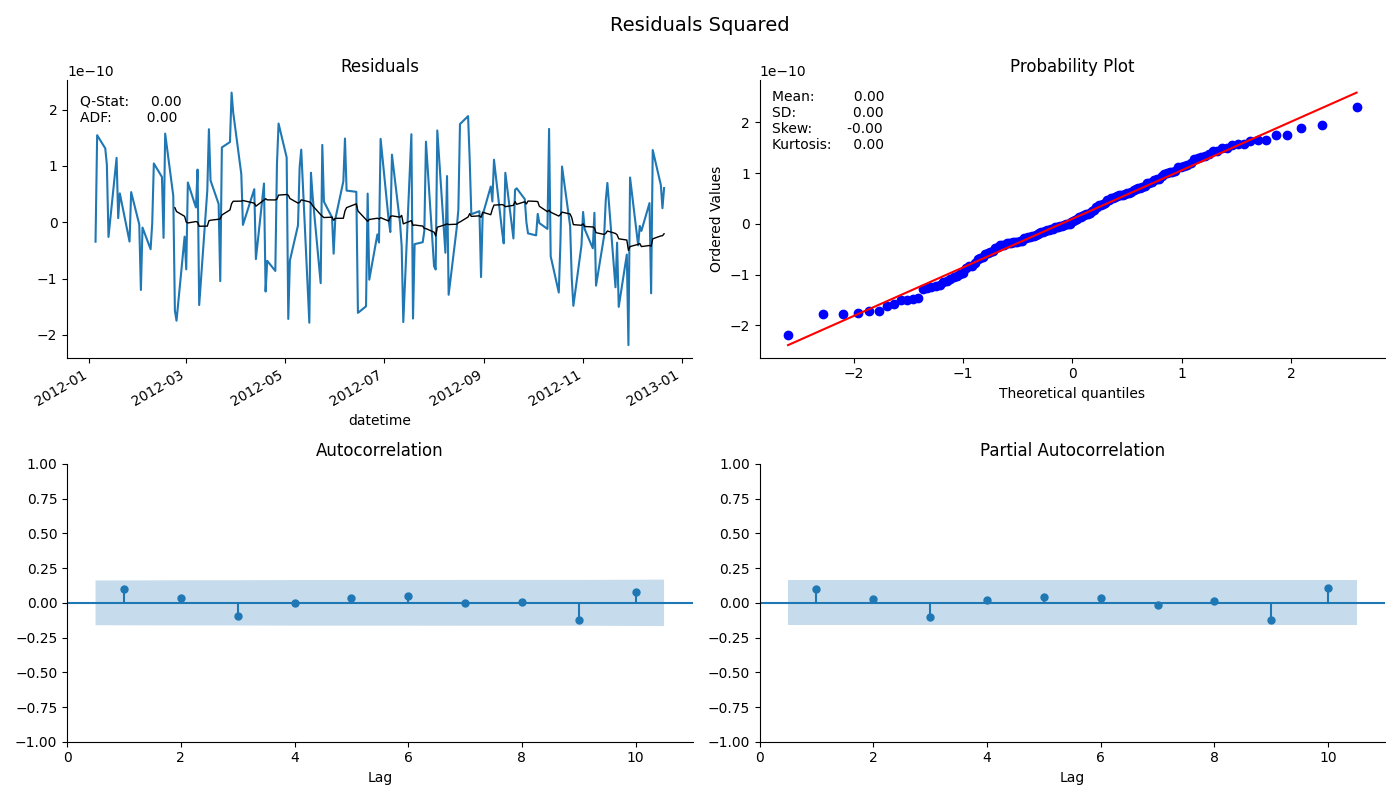 Residuals Squared
Residuals
1e−10
Q-Stat: 0.00
ADF: 0.00
2
1
0
−1
−2
2012-01
2012-03
2012-05
2012-07
2012-09
2012-11
2013-01
datetime
Probability Plot
1e−10
Mean: 0.00
SD: 0.00
Skew: -0.00
Kurtosis: 0.00
Ordered Values
2
1
0
−1
−2
−2
−1
0
1
2
Theoretical quantiles
Autocorrelation
1.00
0.75
0.50
0.25
0.00
−0.25
−0.50
−0.75
−1.00
0
2
4
6
8
10
Lag
Partial Autocorrelation
1.00
0.75
0.50
0.25
0.00
−0.25
−0.50
−0.75
−1.00
0
2
4
6
8
10
Lag